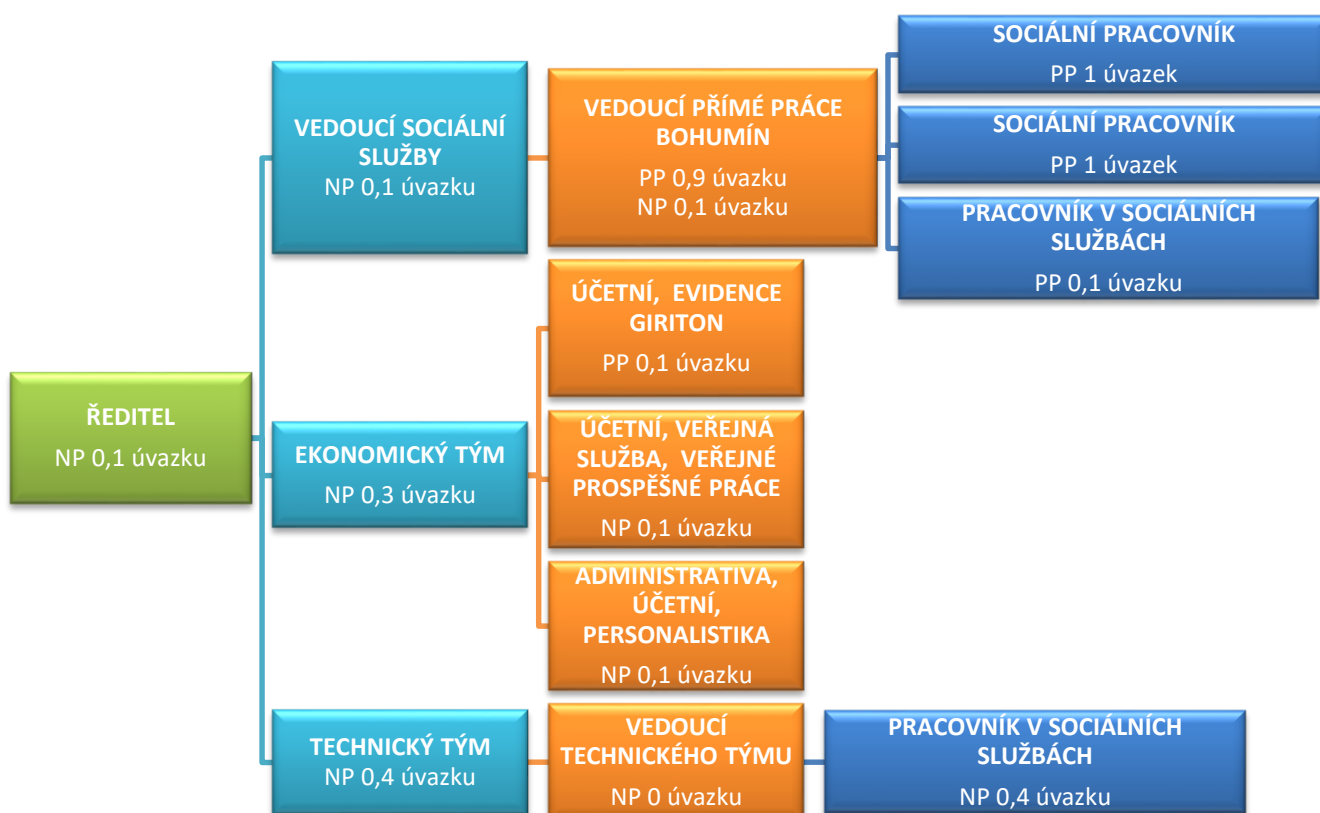 ŘEDITEL
NP 0,1 úvazku
VEDOUCÍ SOCIÁLNÍ
SLUŽBY
NP 0,1 úvazku
VEDOUCÍ PŘÍMÉ PRÁCE
BOHUMÍN
PP 0,9 úvazku
NP 0,1 úvazku
SOCIÁLNÍ PRACOVNÍK
PP 1 úvazek
SOCIÁLNÍ PRACOVNÍK
PP 1 úvazek
PRACOVNÍK V SOCIÁLNÍCH
SLUŽBÁCH
PP 0,1 úvazku
EKONOMICKÝ TÝM
NP 0,3 úvazku
ÚČETNÍ, EVIDENCE
GIRITON
PP 0,1 úvazku
ÚČETNÍ, VEŘEJNÁ
SLUŽBA, VEŘEJNÉ
PROSPĚŠNÉ PRÁCE
NP 0,1 úvazku
ADMINISTRATIVA,
ÚČETNÍ,
PERSONALISTIKA
NP 0,1 úvazku
TECHNICKÝ TÝM
NP 0,4 úvazku
VEDOUCÍ
TECHNICKÉHO TÝMU
NP 0 úvazku
PRACOVNÍK V SOCIÁLNÍCH
SLUŽBÁCH
NP 0,4 úvazku